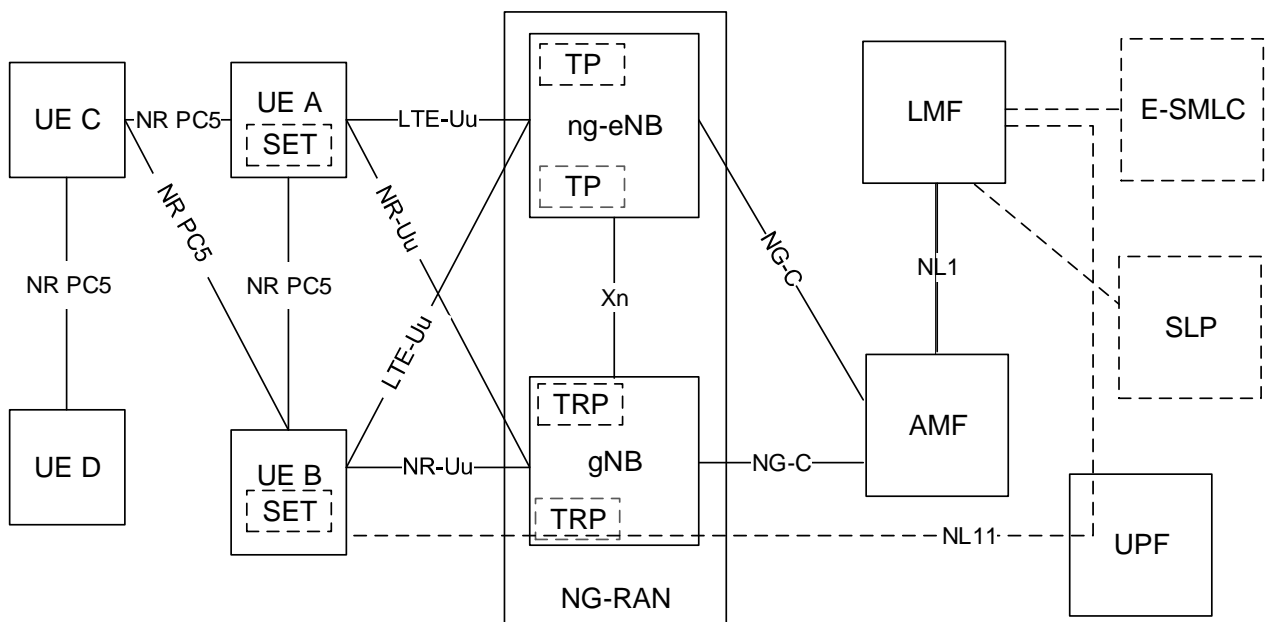 TP
UE C
NR PC5
UE A
SET
LTE-Uu
ng-eNB
TP
LMF
E-SMLC
NR PC5
NR-Uu
NG-C
NL1
NR PC5
NR PC5
Xn
SLP
LTE-Uu
TRP
UE D
UE B
SET
NR-Uu
gNB
NG-C
AMF
TRP
NL11
UPF
NG-RAN